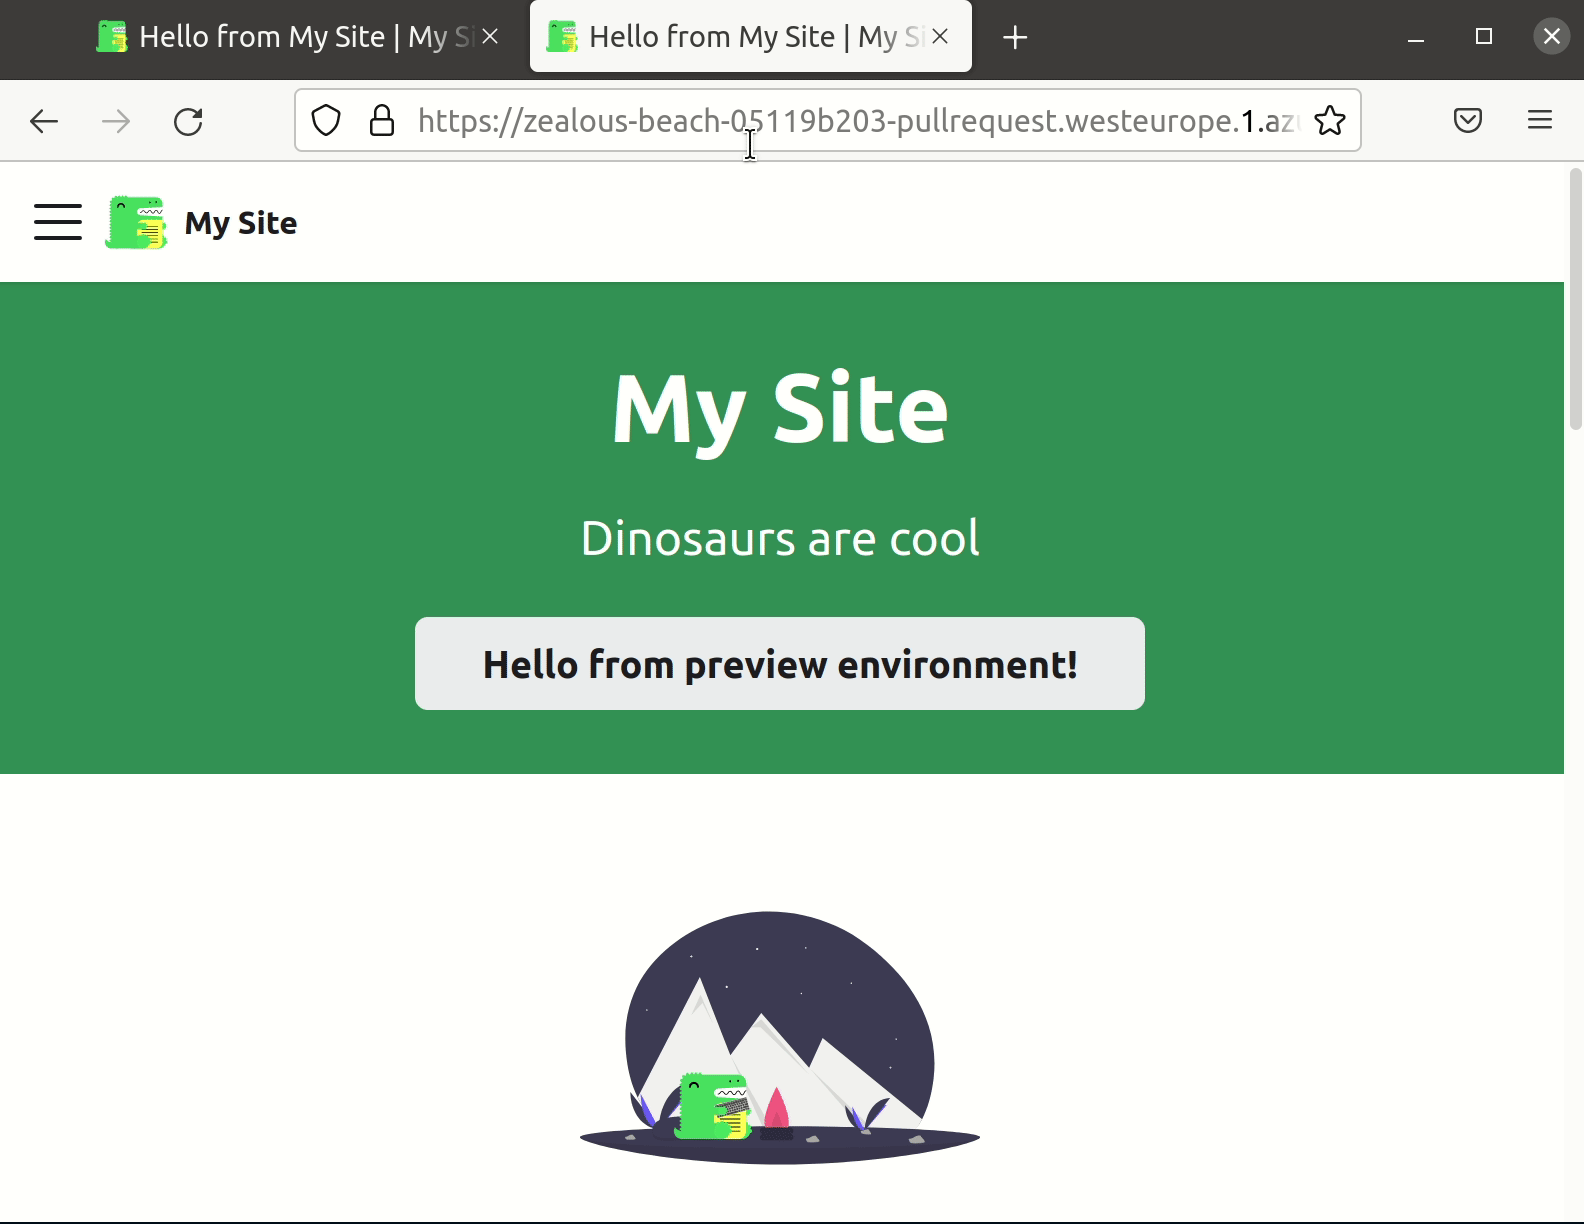 Hello from My Site | My Si
Hello from My Site | My Si
https://zealous-beach-05119b203-pullrequest.westeurope.1.az
My Site
My Site
Dinosaurs are cool
Hello from preview environment!